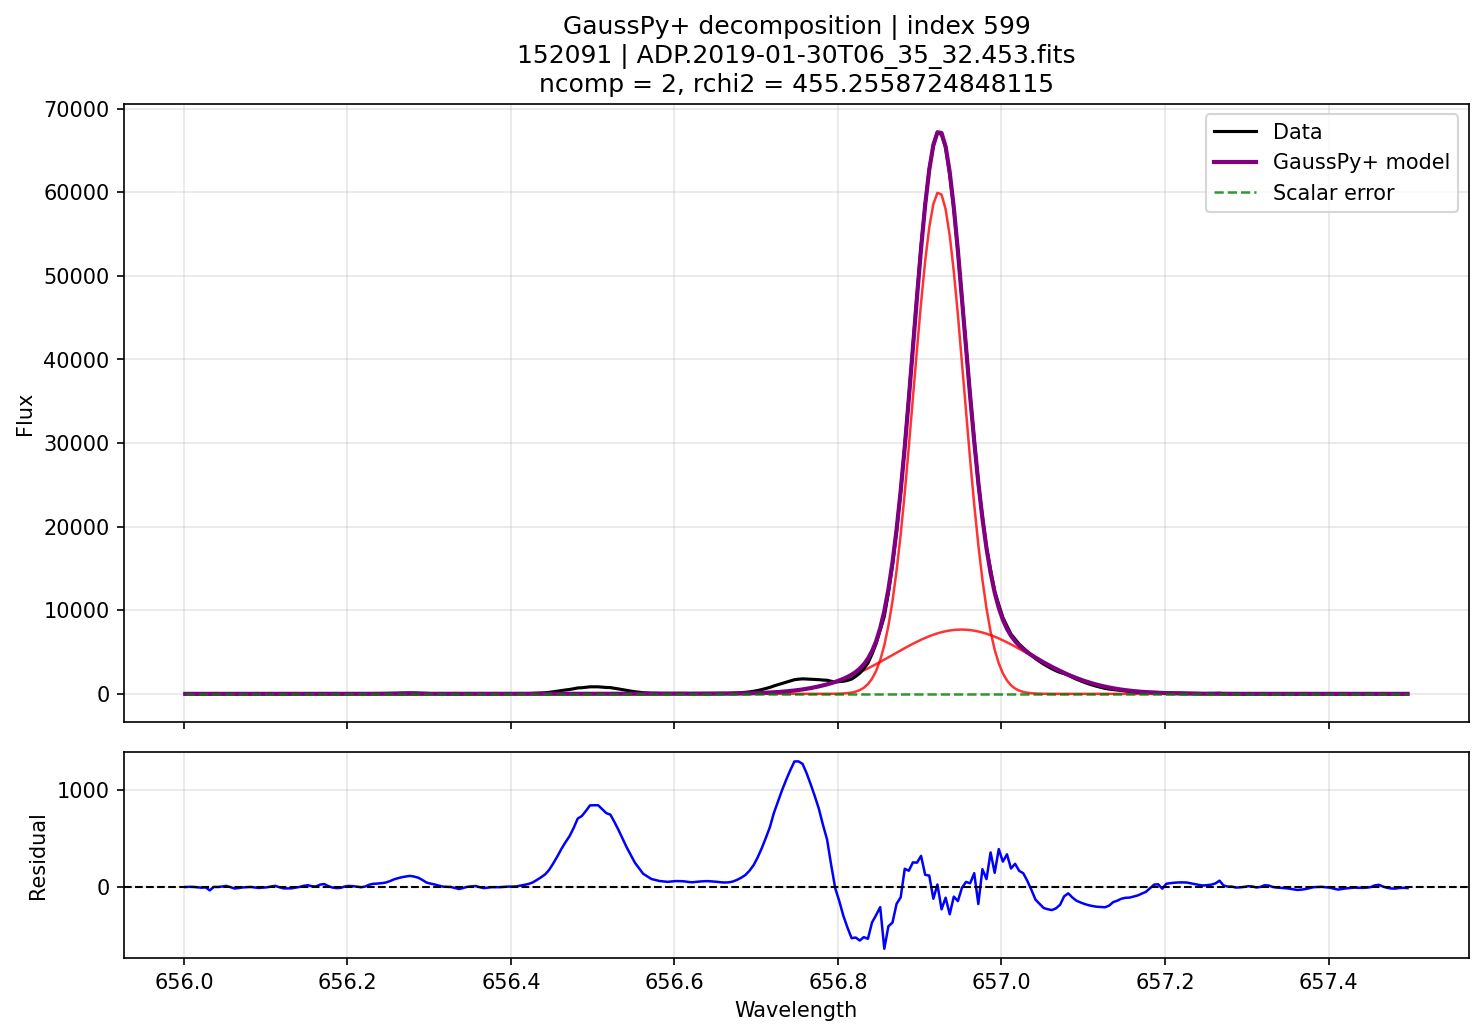 GaussPy+ decomposition | index 599
152091 | ADP.2019-01-30T06_35_32.453.fits
ncomp = 2, rchi2 = 455.2558724848115
70000
60000
50000
40000
30000
20000
10000
0
Flux
Data
GaussPy+ model
Scalar error
1000
0
Residual
656.0
656.2
656.4
656.6
656.8
657.0
657.2
657.4
Wavelength